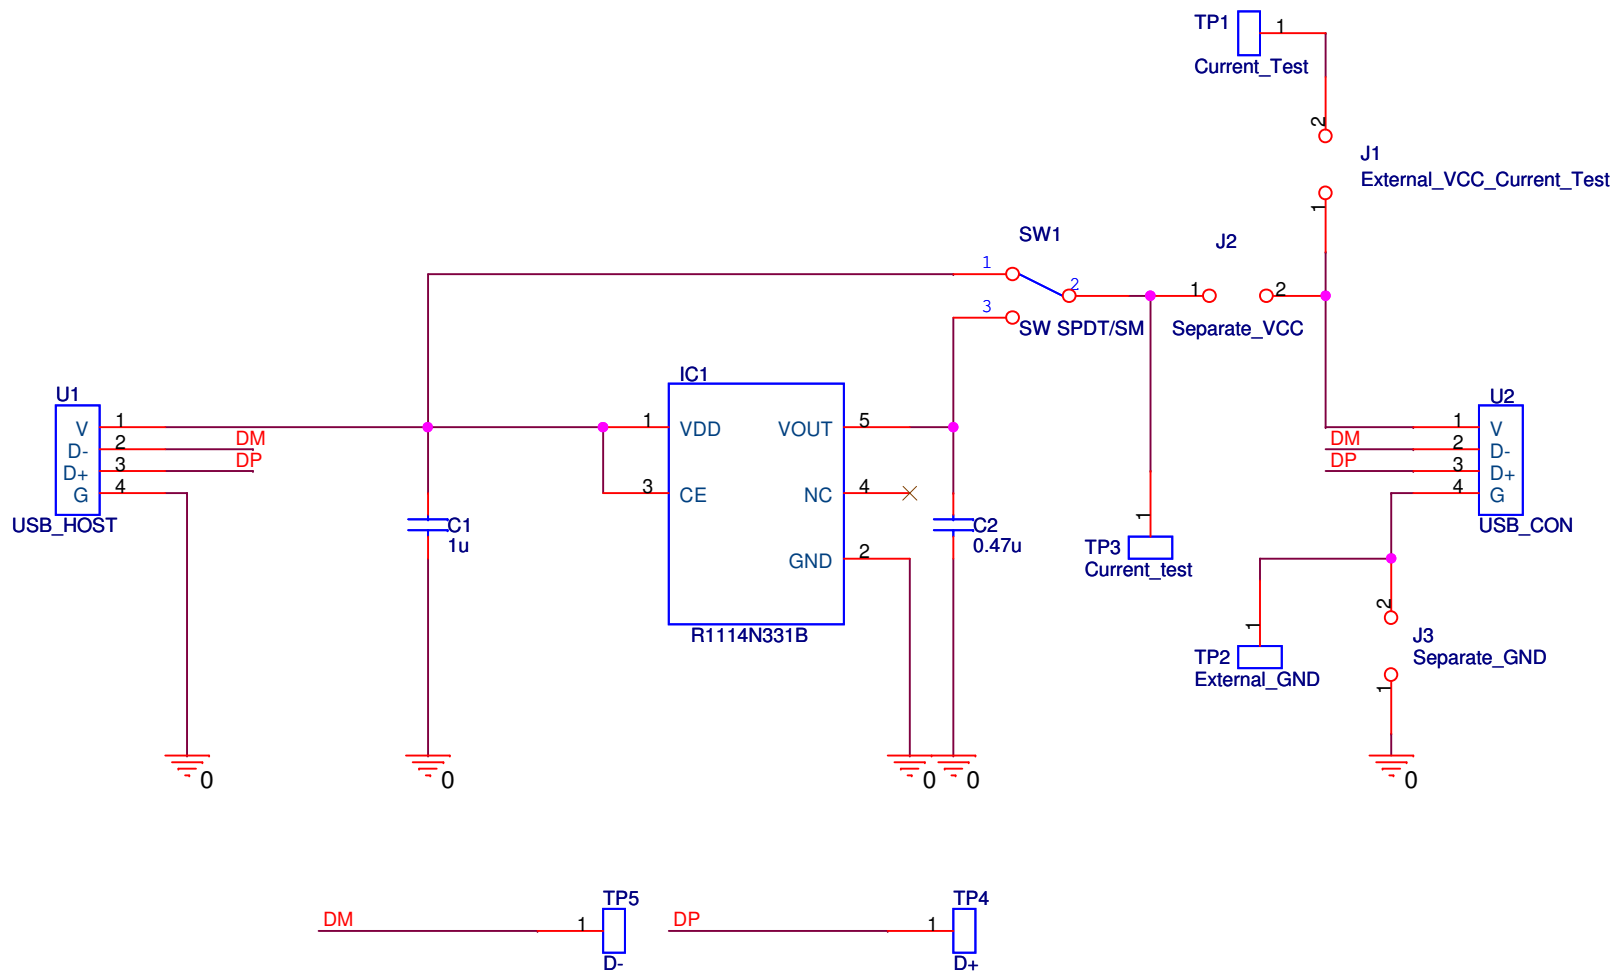 TP1
1
Current_Test
2
J1
External_VCC_Current_Test
1
SW1
J2
1
2
3
SW SPDT/SM
1
2
Separate_VCC
U1
V
D-
D+
G
1
2
3
4
DM
DP
USB_HOST
C1
1u
IC1
1
VDD
3
CE
VOUT
5
NC
4
GND
2
R1114N331B
C2
0.47u
1
TP3
Current_test
U2
DM
DP
1
2
3
4
V
D-
D+
G
USB_CON
1
TP2
External_GND
2
J3
Separate_GND
1
0
0
0
0
0
DM
1
TP5
D-
DP
1
TP4
D+